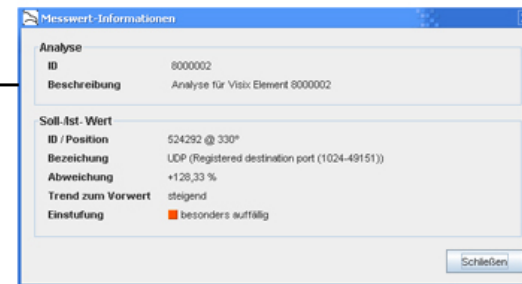 Messwert-Informationen
Analyse
ID 8000002
Beschreibung Analyse für Visix Element 8000002
Soll-/Ist- Wert
ID / Position 524292 @ 330°
Bezeichung UDP (Registered destination port (1024-49151))
Abweichung +128,33 %
Trend zum Vorwert steigend
Einstufung besonders auffällig
Schließen